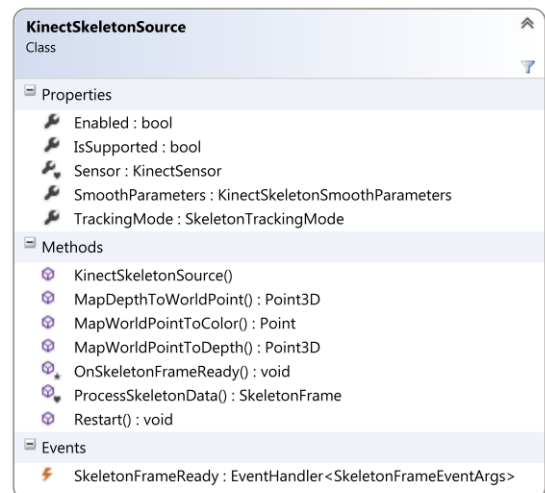 KinectSkeletonSource
Class
Properties
Enabled : bool
IsSupported : bool
Sensor : KinectSensor
SmoothParameters : KinectSkeletonSmoothParameters
TrackingMode : SkeletonTrackingMode
Methods
KinectSkeletonSource()
MapDepthToWorldPoint() : Point3D
MapWorldPointToColor() : Point
MapWorldPointToDepth() : Point3D
OnSkeletonFrameReady() : void
ProcessSkeletonData() : SkeletonFrame
Restart() : void
Events
SkeletonFrameReady : EventHandler<SkeletonFrameEventArgs>